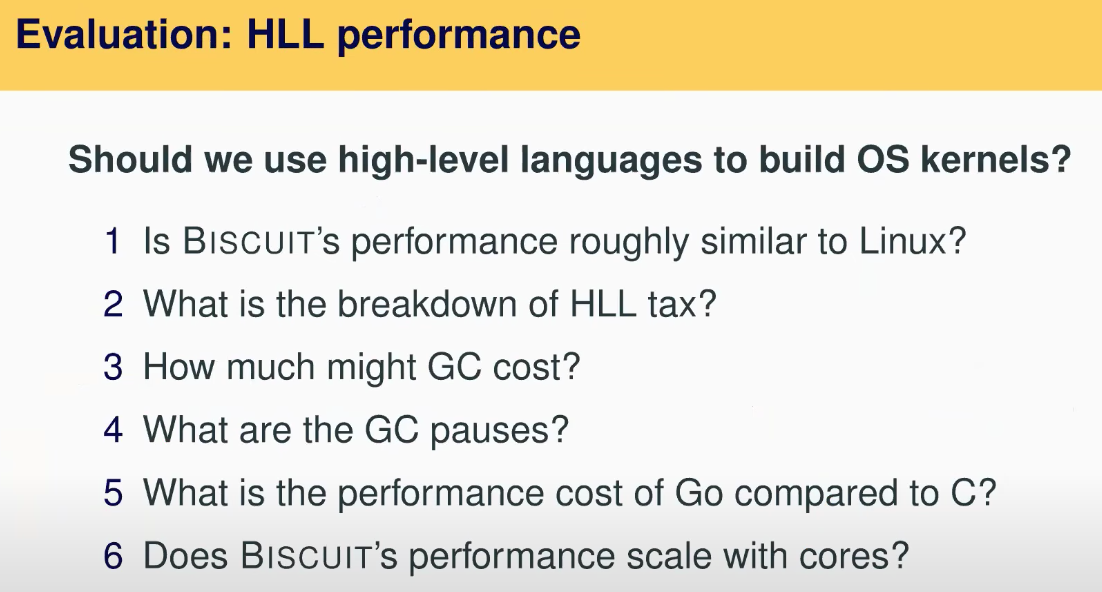 Evaluation: HLL performance
Should we use high-level languages to build OS kernels?
1 Is BISCUIT's performance roughly similar to Linux?
2 What is the breakdown of HLL tax?
3 How much might GC cost?
4 What are the GC pauses?
5 What is the performance cost of Go compared to C?
6 Does BISCUIT's performance scale with cores?